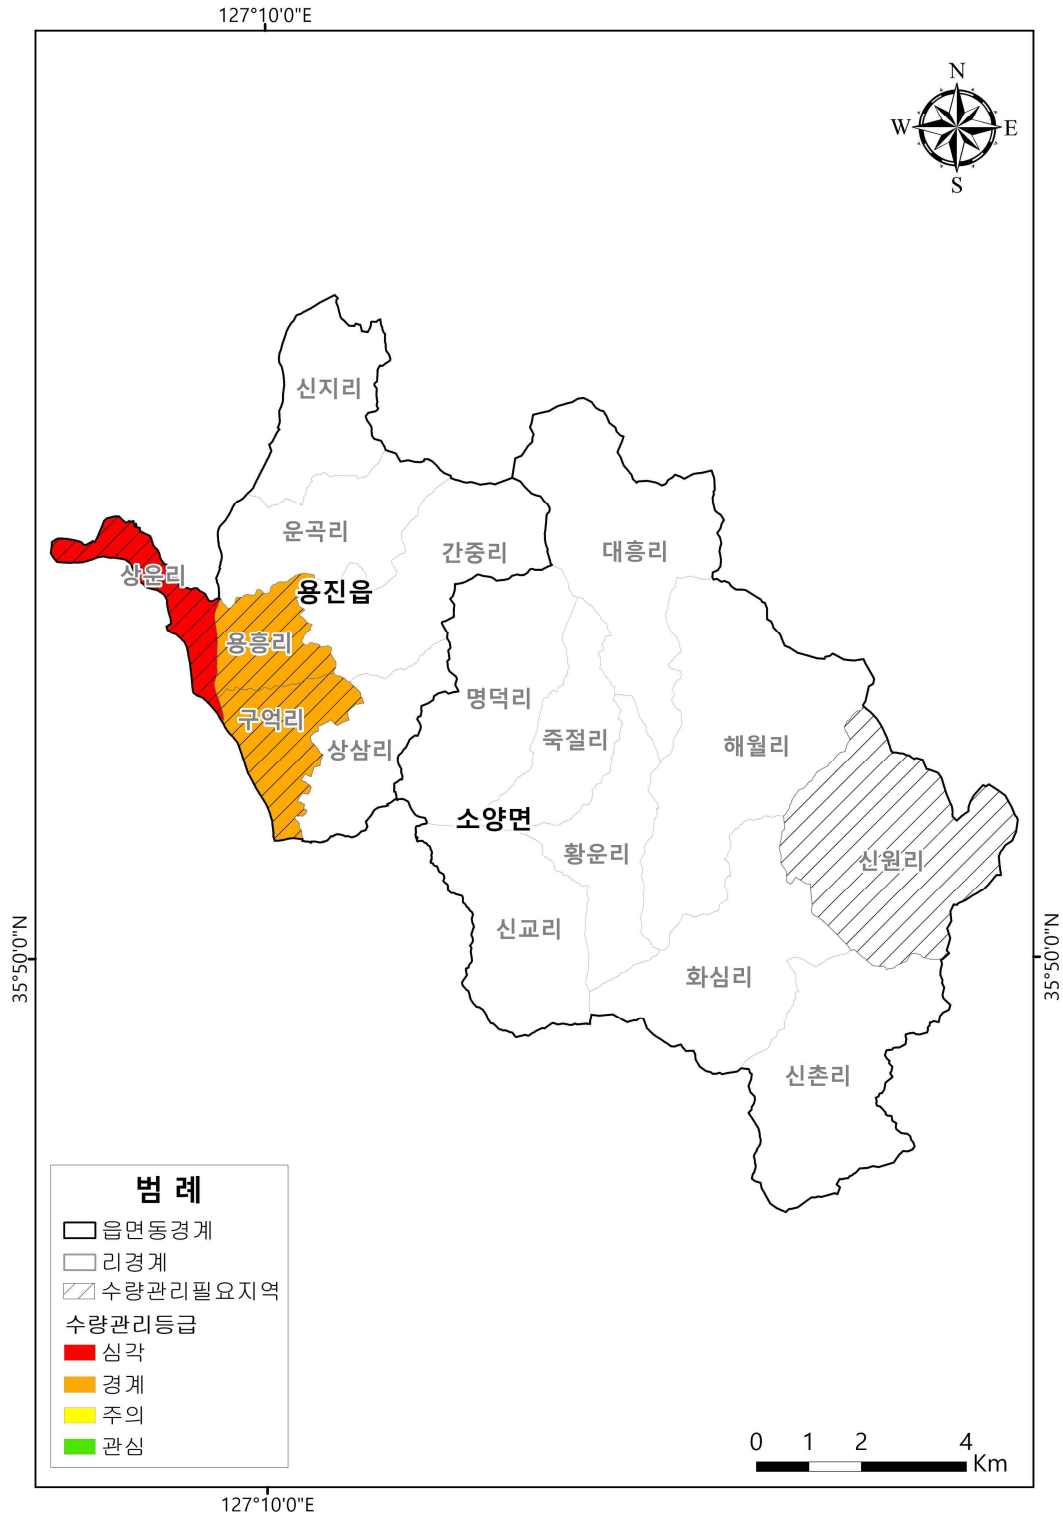 127°10'0"E
N
W E
S
신지리
운곡리
간중리
대흥리
상운리
용진읍
용흥리
명덕리
구억리
죽절리
해월리
상삼리
소양면
황운리
신원리
신교리
35°50'0"N
35°50'0"N
화심리
신촌리
범 례
읍면동경계
리경계
수량관리필요지역
수량관리등급
심각
경계
주의
관심
0 1 2 4
Km
127°10'0"E